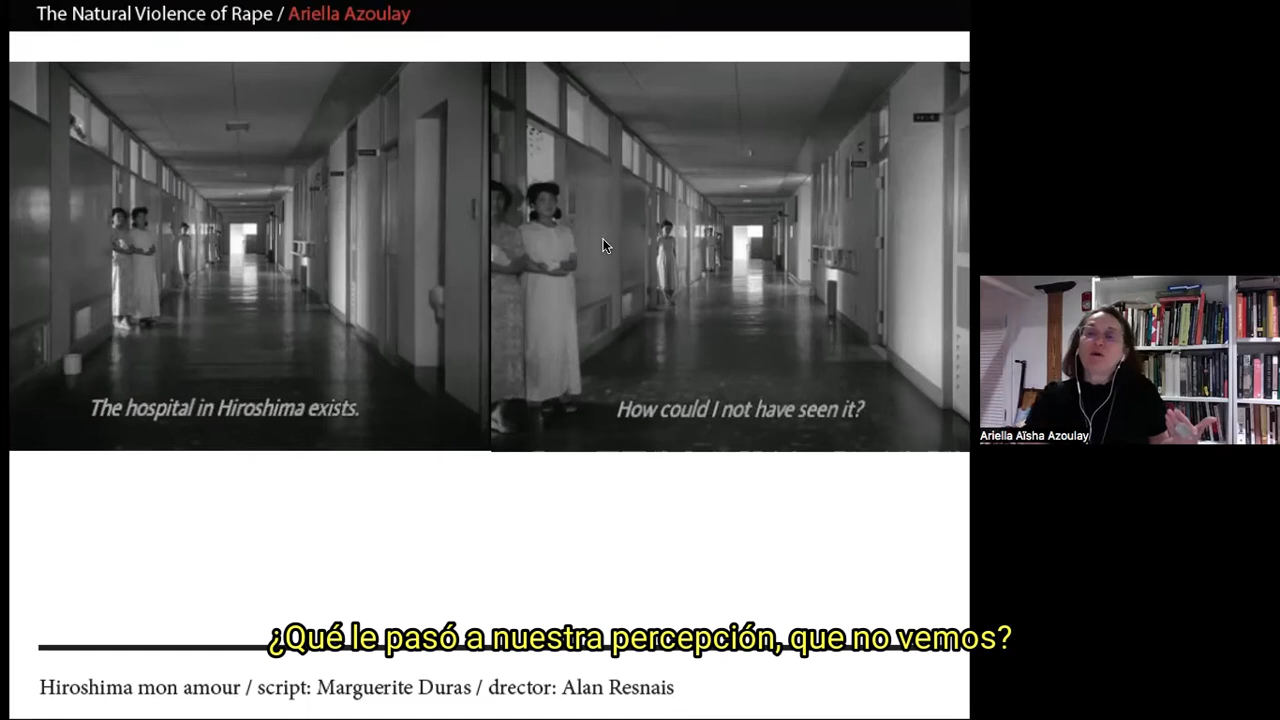 The Natural Violence of Rape / Ariella Azoulay
The hospital in Hiroshima exists.
How could I not have seen it?
Ariella Aïsha Azoulay
¿Qué le pasó a nuestra percepción, que no vemos?
Hiroshima mon amour / script: Marguerite Duras / drector: Alan Resnais